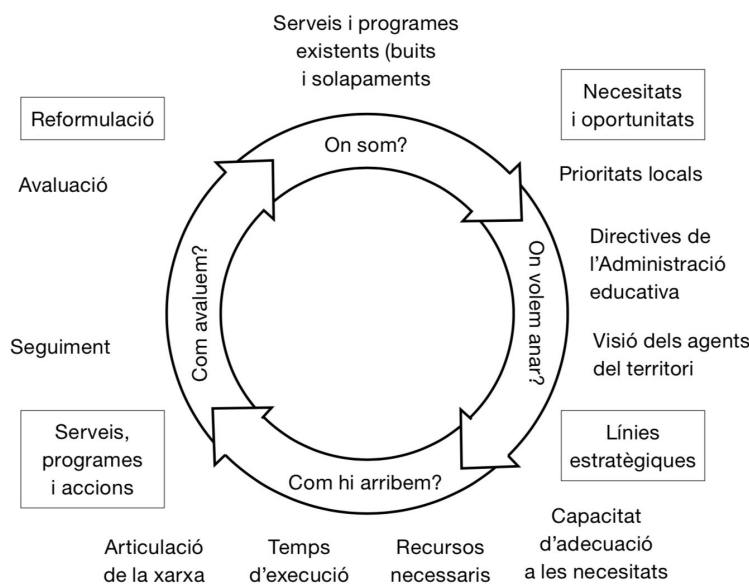 Serveis i programes
existents (buits
i solapaments
Necesitats
i oportunitats
Reformulació
On som?
Prioritats locals
Avaluació
Directives de
l'Administració
educativa
On volem anar?
Com avaluem?
Visió dels agents
del territori
Seguiment
Serveis,
programes
i accions
Línies
estratègiques
Com hi arribem?
Capacitat
d'adecuació
a les necesitats
Recursos
necessaris
Temps
d'execució
Articulació
de la xarxa